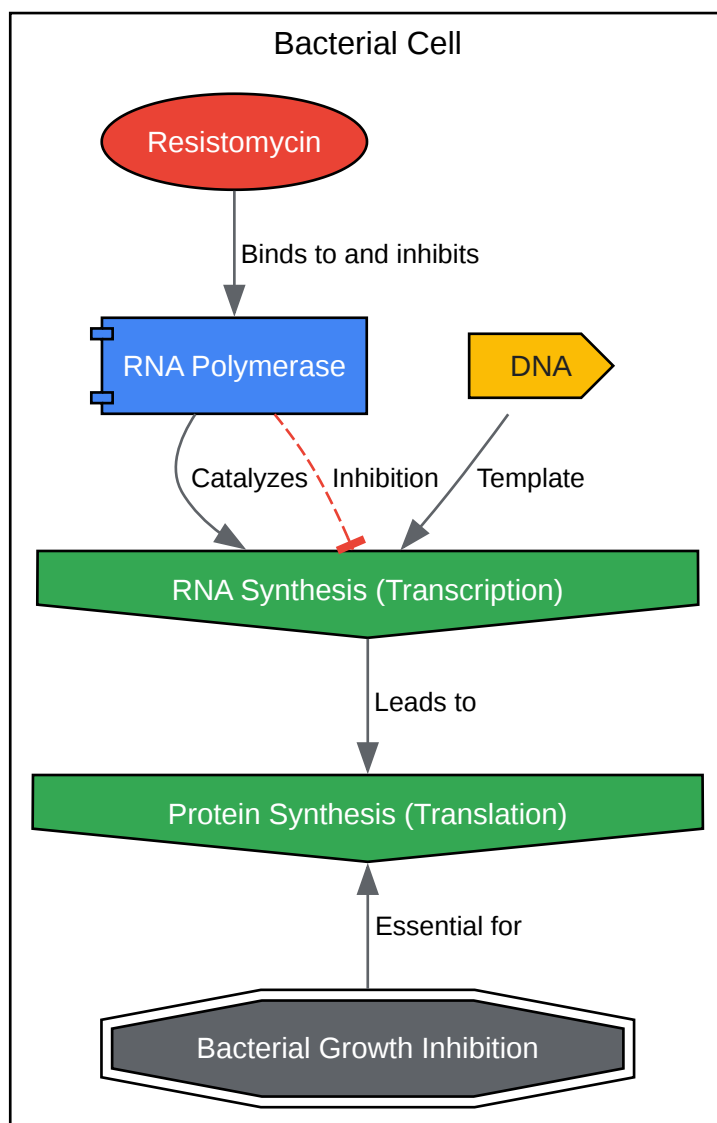 Bacterial Cell
Resistomycin
Binds to and inhibits
RNA Polymerase
DNA
Catalyzes
Inhibition
Template
RNA Synthesis (Transcription)
Leads to
Protein Synthesis (Translation)
Essential for
Bacterial Growth Inhibition